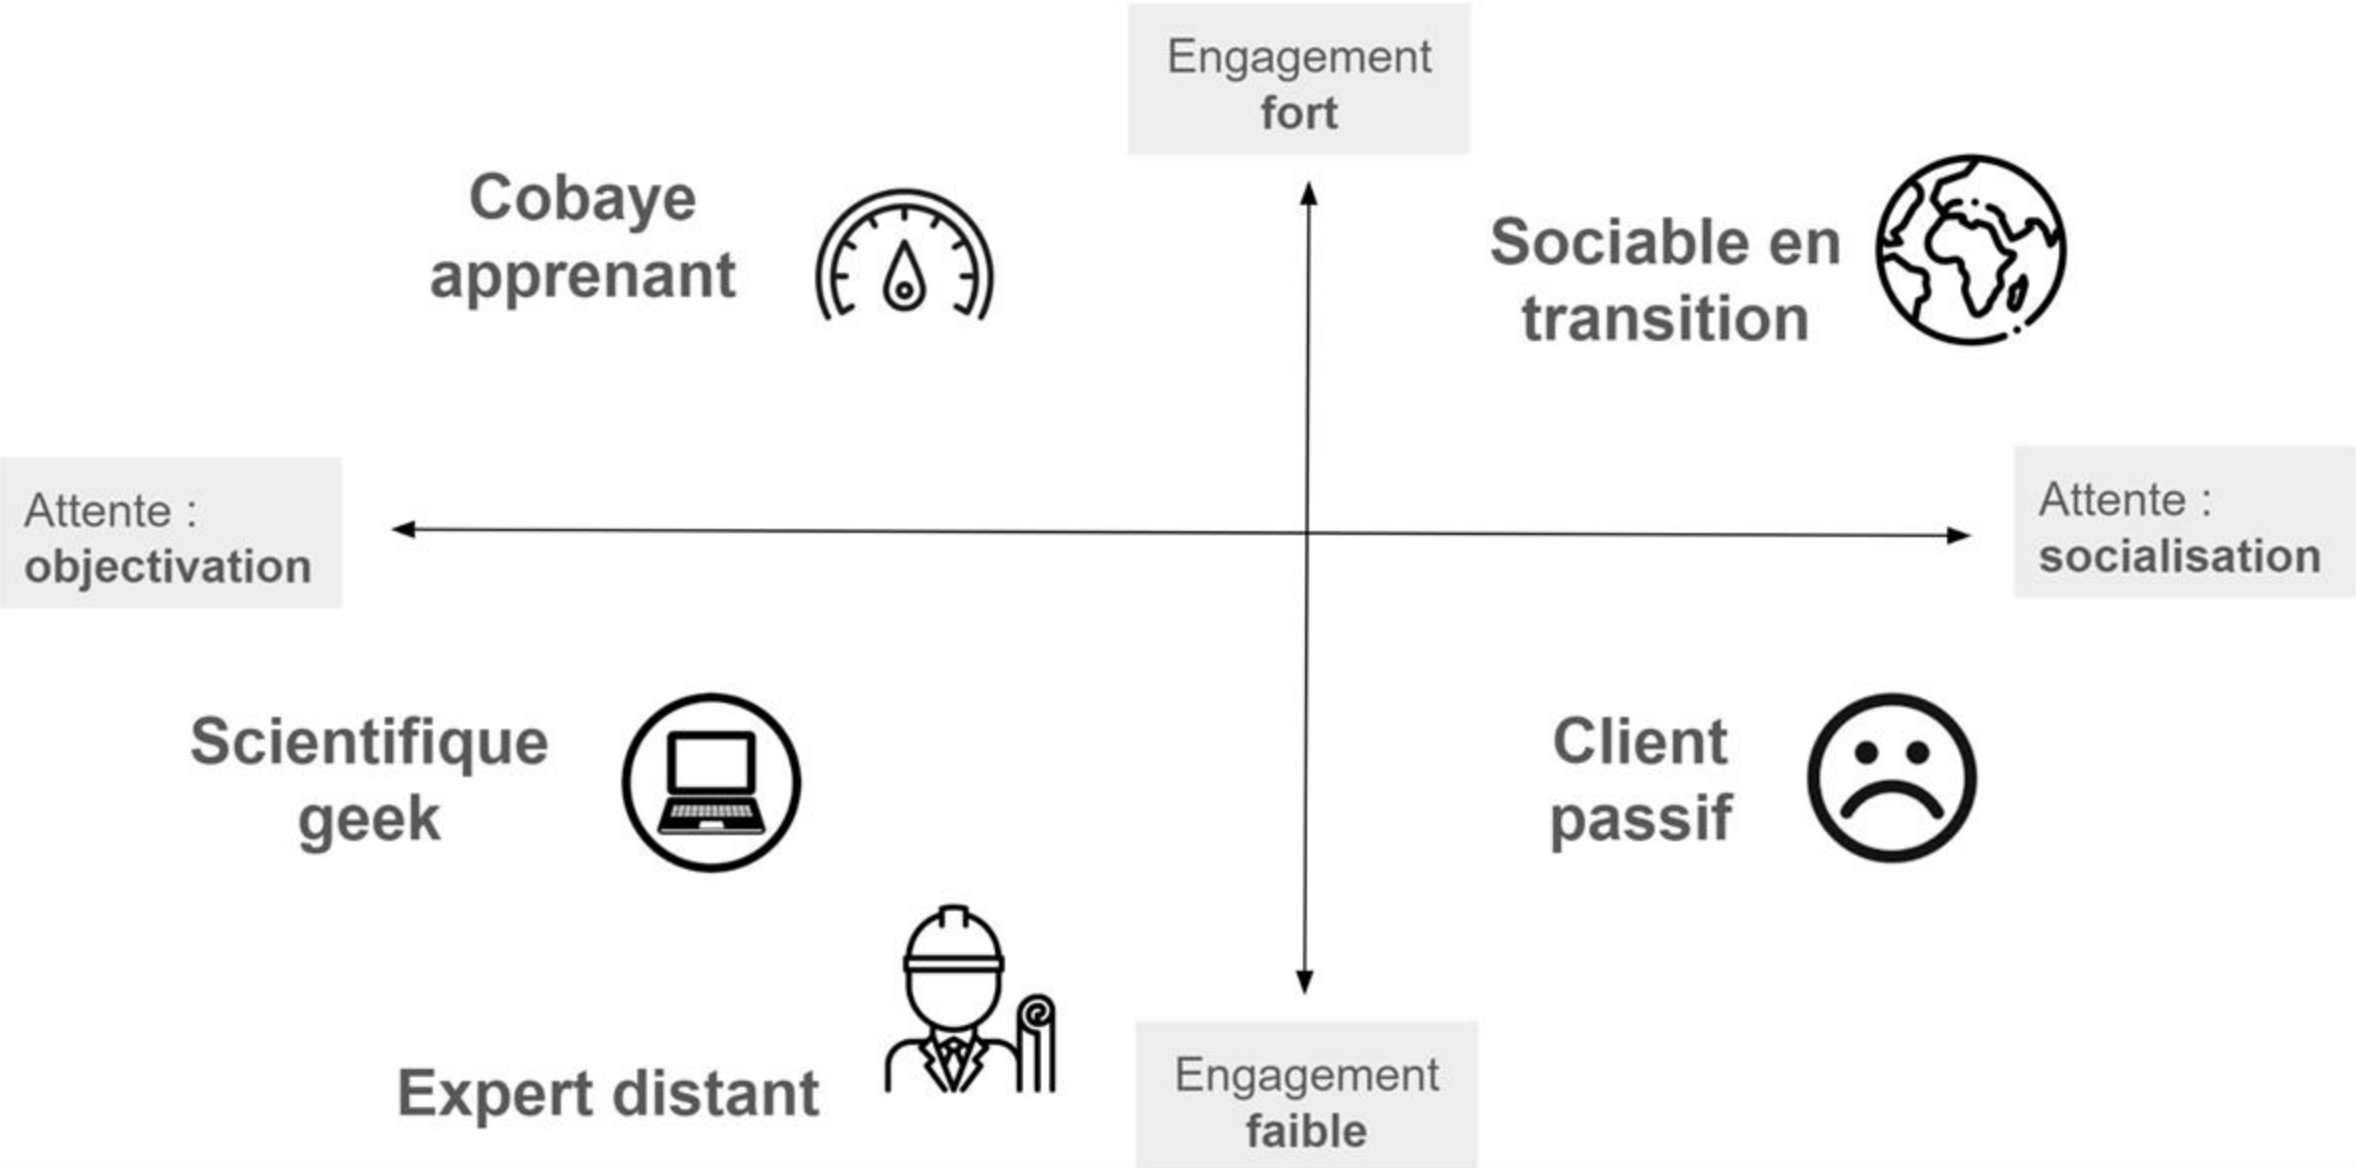 Engagement
fort
Cobaye
apprenant
Sociable en
transition
Attente :
objectivation
Attente :
socialisation
Scientifique
geek
Client
passif
Expert distant
Engagement
faible